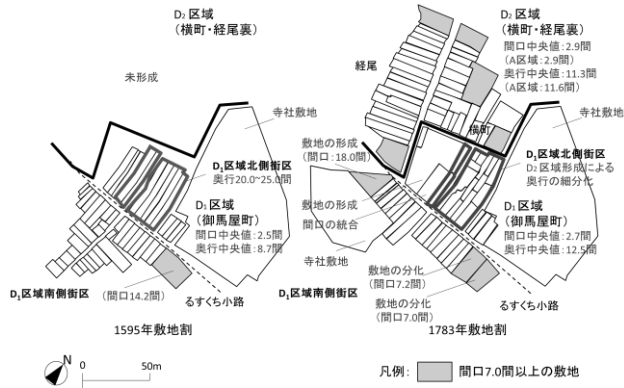 D₂ 区域
(横町・経尾裏)
未形成
寺社敷地
D₁区域北側街区
奥行20.0~25.0間
D₁ 区域
(御馬屋町)
間口中央値：2.5間
奥行中央値：8.7間
D₁区域南側街区
(間口14.2間)
るすくち小路
1595年敷地割
D₂ 区域
(横町・経尾裏)
間口中央値：2.9間
(A区域：2.9間)
奥行中央値：11.3間
(A区域：11.6間)
経尾
横町
寺社敷地
敷地の形成
(間口：18.0間)
D₁区域北側街区
D₂ 区域形成による
奥行の細分化
敷地の形成
間口の統合
D₁ 区域
(御馬屋町)
間口中央値：2.7間
奥行中央値：12.5間
寺社敷地
敷地の分化
(間口7.2間)
D₁区域南側街区
敷地の分化
(間口7.0間)
るすくち小路
1783年敷地割
N
0 50m
凡例： 間口7.0間以上の敷地